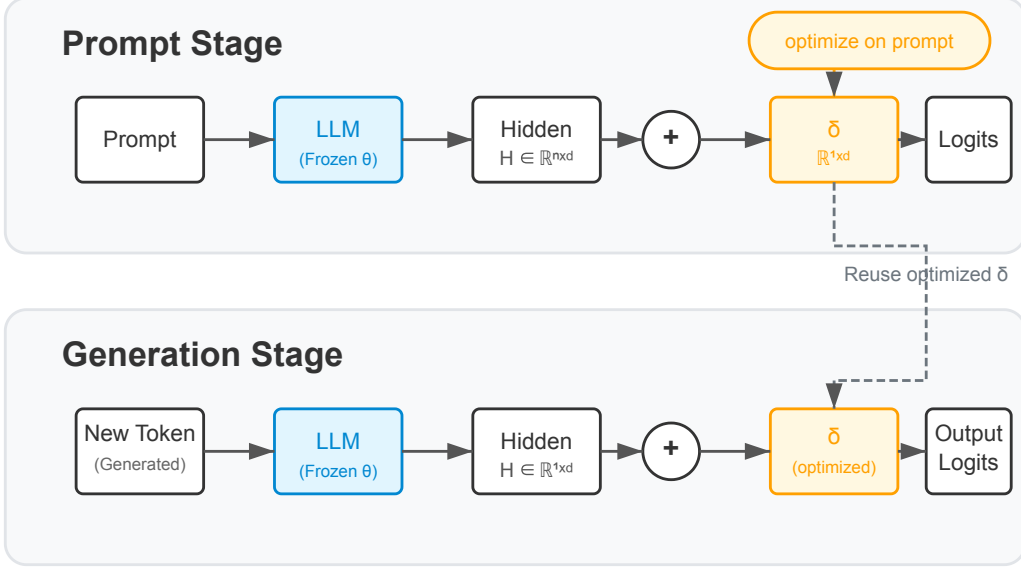 Prompt Stage
optimize on prompt
Prompt
LLM
(Frozen θ)
Hidden
H ∈ ℝⁿˣᵈ
+
δ
ℝ¹ˣᵈ
Logits
Reuse optimized δ
Generation Stage
New Token
(Generated)
LLM
(Frozen θ)
Hidden
H ∈ ℝ¹ˣᵈ
+
δ
(optimized)
Output
Logits